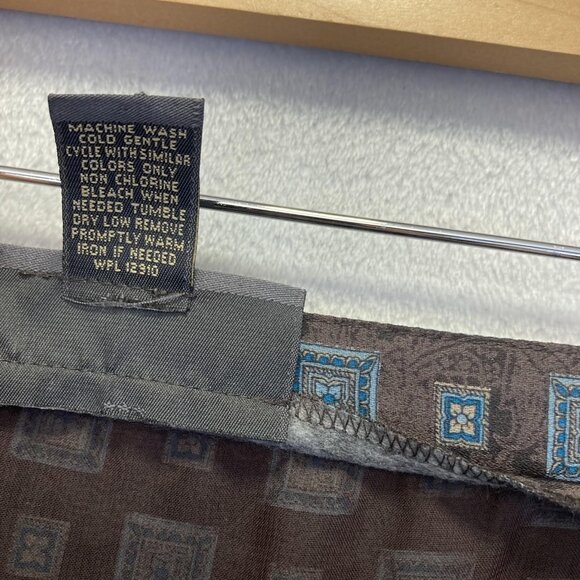 MACHINE WASH
COLD GENTLE
CYCLE WITH SIMILAR
COLORS ONLY
NON CHLORINE
BLEACH WHEN
NEEDED TUMBLE
DRY LOW REMOVE
PROMPTLY WARM
IRON IF NEEDED
WPL 12310